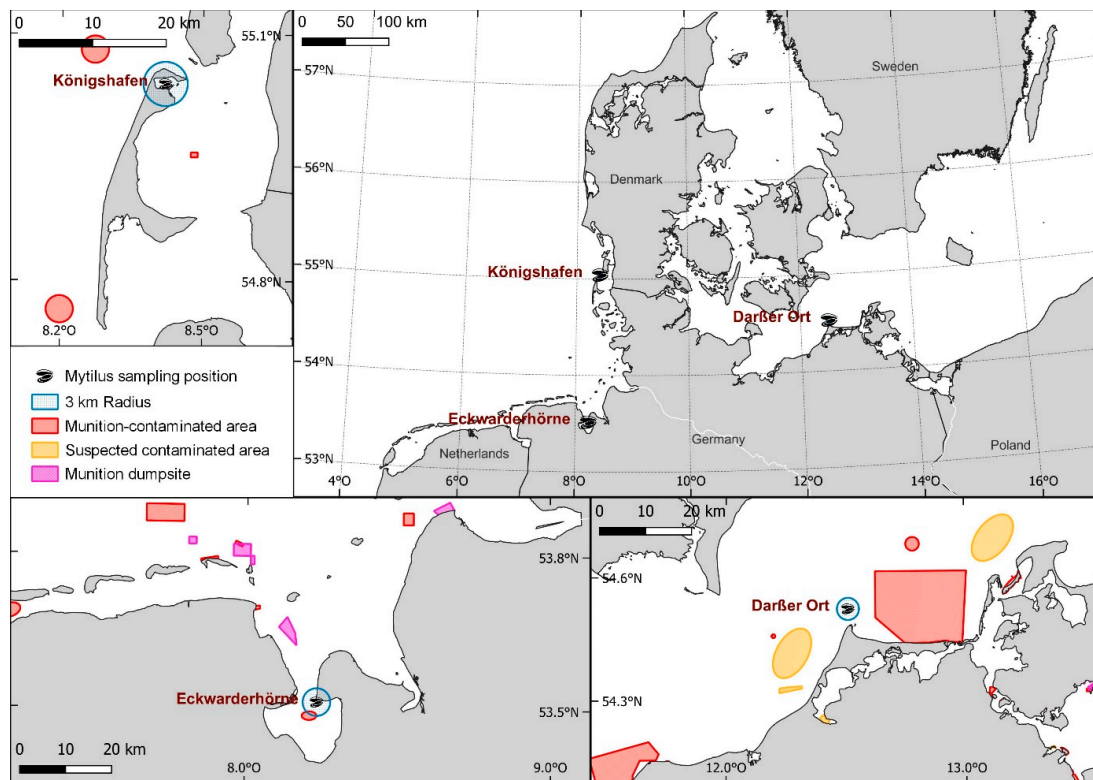 0 10 20 km
55.1°N
Königshafen
54.8°N
8.2°O 8.5°O
0 50 100 km
57°N
56°N
55°N
54°N
53°N
Sweden
Denmark
Königshafen
Darßer Ort
Eckwarderhörne
Netherlands
Germany
Poland
4°O 6°O 8°O 10°O 12°O 14°O 16°O
Mytilus sampling position
3 km Radius
Munition-contaminated area
Suspected contaminated area
Munition dumpsite
53.8°N
Eckwarderhörne
53.5°N
0 10 20 km
8.0°O 9.0°O
0 10 20 km
54.6°N
Darßer Ort
54.3°N
12.0°O 13.0°O